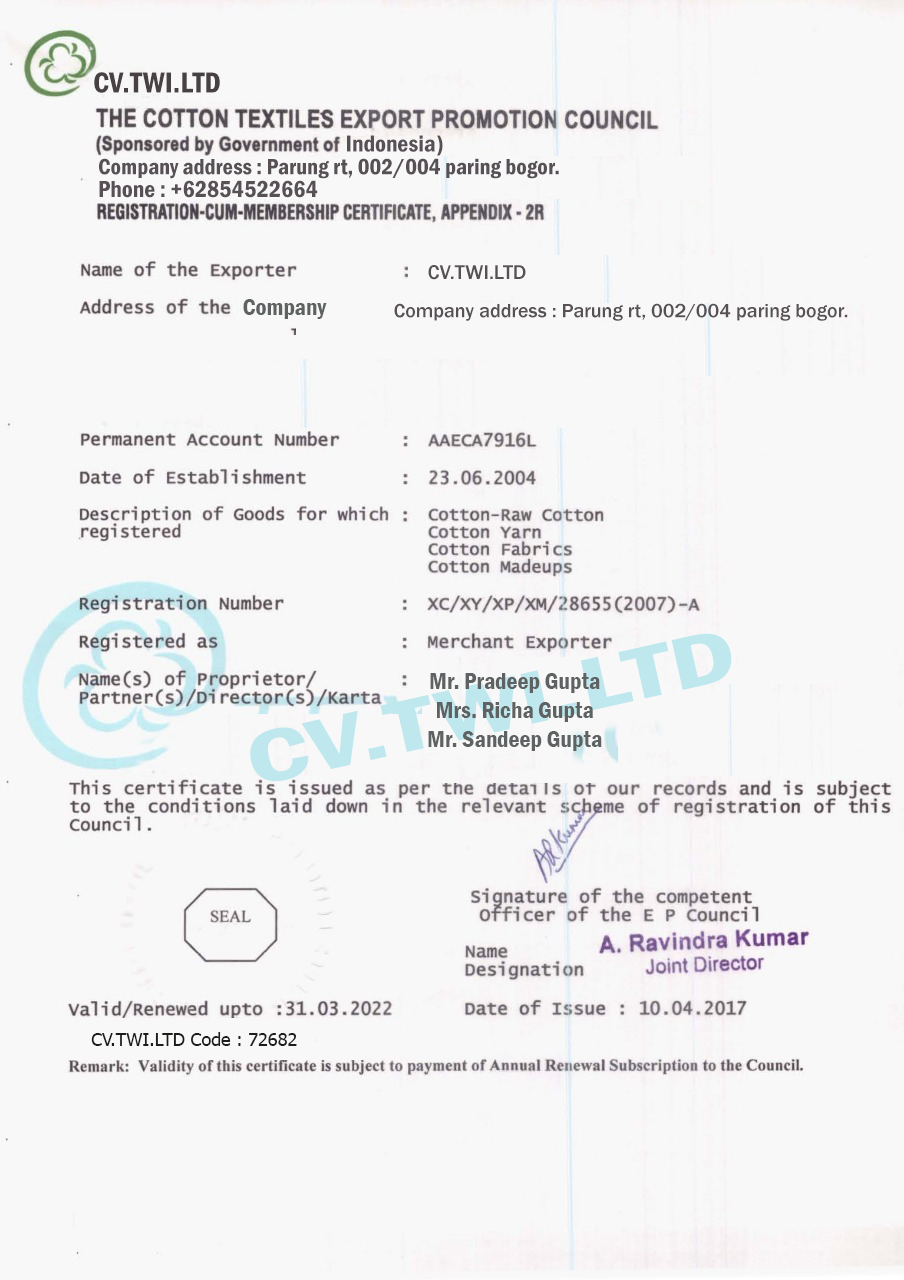 CV.TWI.LTD
THE COTTON TEXTILES EXPORT PROMOTION COUNCIL
(Sponsored by Government of Indonesia)
Company address : Parung rt, 002/004 paring bogor.
Phone : +62854522664
REGISTRATION-CUM-MEMBERSHIP CERTIFICATE, APPENDIX - 2R
Name of the Exporter : CV.TWI.LTD
Address of the Company Company address : Parung rt, 002/004 paring bogor.
Permanent Account Number : AAECA7916L
Date of Establishment : 23.06.2004
Description of Goods for which : Cotton-Raw Cotton
registered Cotton Yarn
Cotton Fabrics
Cotton Madeups
Registration Number : XC/XY/XP/XM/28655(2007)-A
Registered as : Merchant Exporter
Name(s) of Proprietor/ : Mr. Pradeep Gupta
Partner(s)/Director(s)/Karta Mrs. Richa Gupta
Mr. Sandeep Gupta
CV.TWI.LTD
This certificate is issued as per the details of our records and is subject
to the conditions laid down in the relevant scheme of registration of this
Council.
ARKumar
SEAL
Signature of the competent
Officer of the E P Council
Name A. Ravindra Kumar
Designation Joint Director
Valid/Renewed upto :31.03.2022 Date of Issue : 10.04.2017
CV.TWI.LTD Code : 72682
Remark: Validity of this certificate is subject to payment of Annual Renewal Subscription to the Council.